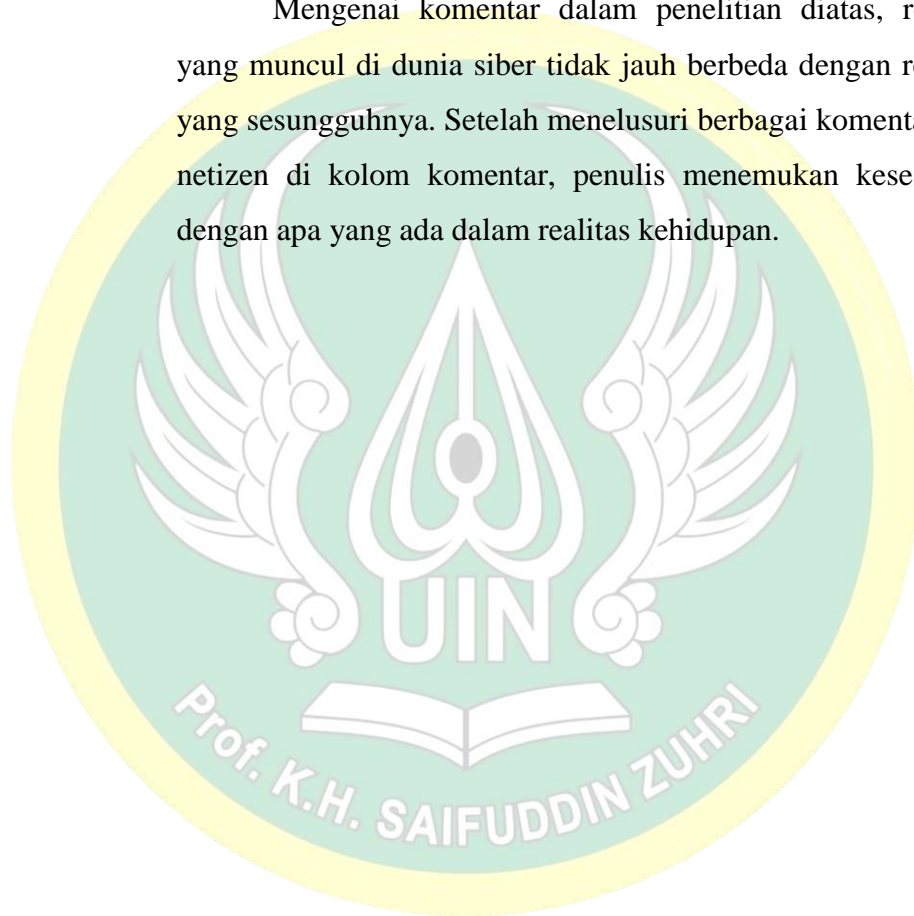 Mengenai komentar dalam penelitian diatas,
yang muncul di dunia siber tidak jauh berbeda dengan
yang sesungguhnya. Setelah menelusuri berbagai
netizen di kolom komentar, penulis menemukan
dengan apa yang ada dalam realitas kehidupan.
UIN
Prof. K.H. SAIFUDDIN ZUHRI